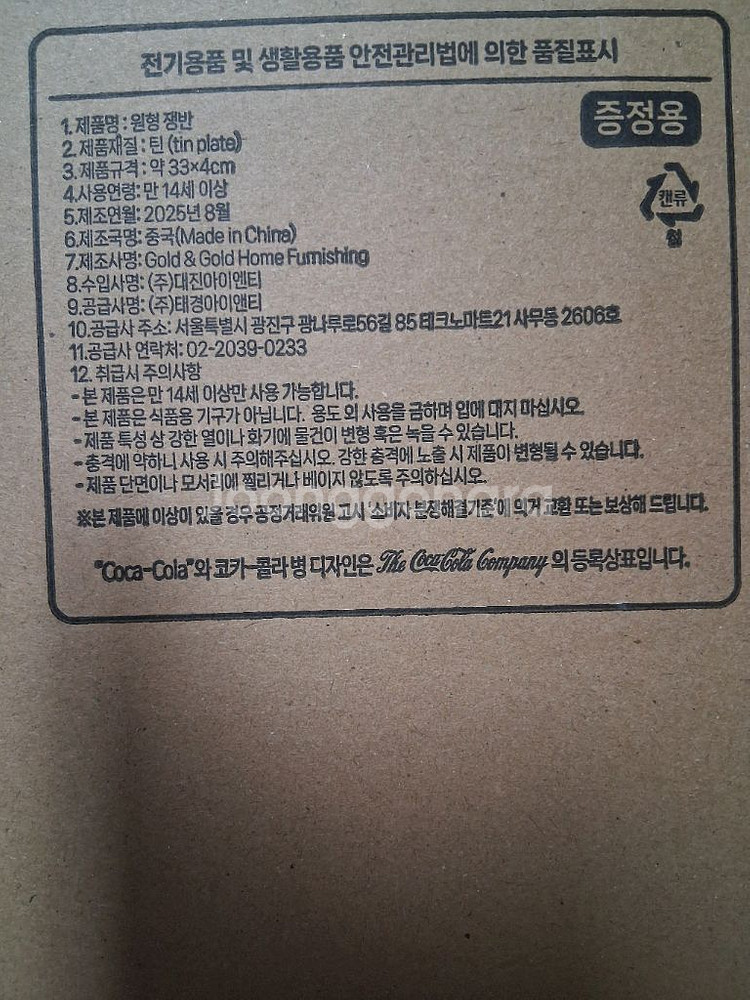 전기용품 및 생활용품 안전관리법에 의한 품질표시
증정용
1.제품명 : 원형 쟁반
2.제품재질 : 틴 (tin plate)
3.제품규격 : 약 33×4cm
4.사용연령: 만 14세 이상
5.제조연월: 2025년 8월
6.제조국명: 중국(Made in China)
7.제조사명: Gold & Gold Home Furnishing
8.수입사명: (주)대진아이엔티
9.공급사명: (주)태경아이앤티
10.공급사 주소: 서울특별시 광진구 광나루로56길 85 테크노마트21 사무동 2606호
11.공급사 연락처: 02-2039-0233
12. 취급시 주의사항
- 본 제품은 만 14세 이상만 사용 가능합니다.
- 본 제품은 식품용 기구가 아닙니다. 용도 외 사용을 금하며 입에 대지 마십시오.
- 제품 특성 상 강한 열이나 화기에 물건이 변형 혹은 녹을 수 있습니다.
- 충격에 약하니 사용 시 주의해주십시오. 강한 충격에 노출 시 제품이 변형될 수 있습니다.
- 제품 단면이나 모서리에 찔리거나 베이지 않도록 주의하십시오.
※본 제품에 이상이 있을 경우 공정거래위원 고시 '소비자 분쟁해결기준'에 의거 교환 또는 보상해 드립니다.
"Coca-Cola"와 코카-콜라 병 디자인은 The Coca-Cola Company 의 등록상표입니다.
캔류
철
joonggonara